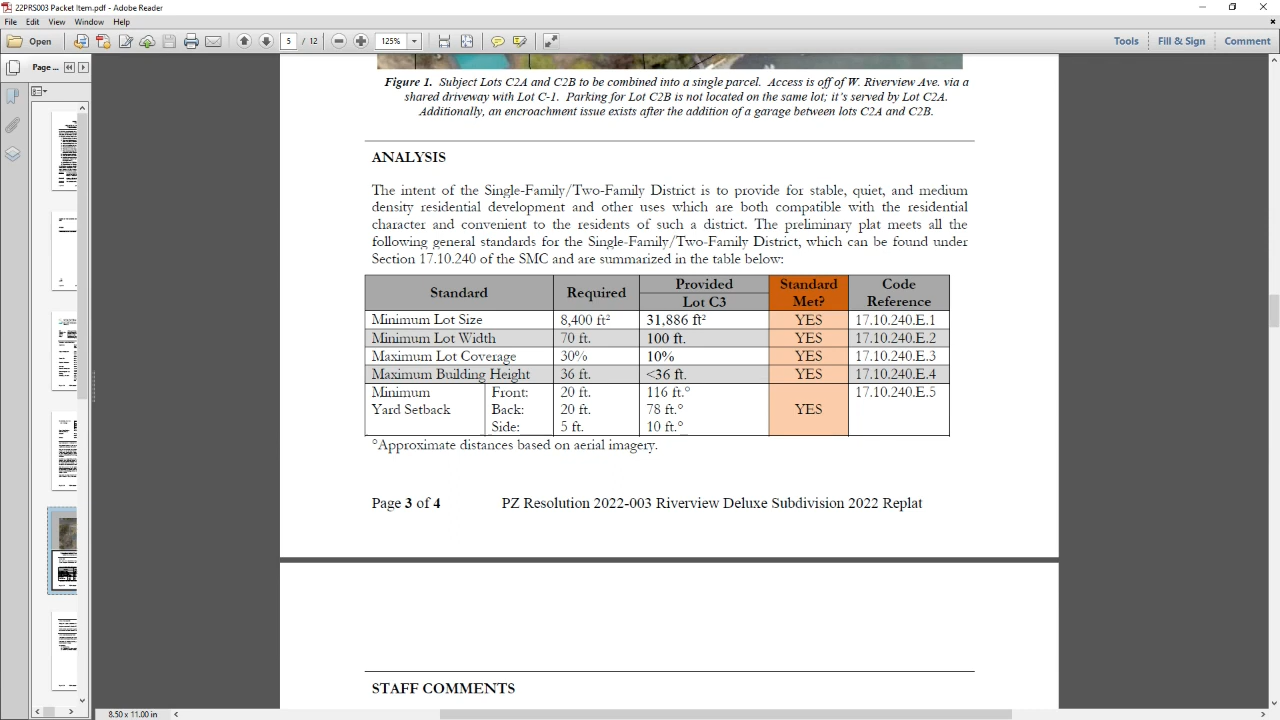 22PRS003 Packet Item.pdf - Adobe Reader
File Edit View Window Help
Open 5 / 12 125% Tools Fill & Sign Comment
Page ...
Figure 1. Subject Lots C2A and C2B to be combined into a single parcel. Access is off of W. Riverview Ave. via a
shared driveway with Lot C-1. Parking for Lot C2B is not located on the same lot; it's served by Lot C2A.
Additionally, an encroachment issue exists after the addition of a garage between lots C2A and C2B.
ANALYSIS
The intent of the Single-Family/Two-Family District is to provide for stable, quiet, and medium
density residential development and other uses which are both compatible with the residential
character and convenient to the residents of such a district. The preliminary plat meets all the
following general standards for the Single-Family/Two-Family District, which can be found under
Section 17.10.240 of the SMC and are summarized in the table below:
Standard Required Provided Lot C3 Standard Met? Code Reference
Minimum Lot Size 8,400 ft² 31,886 ft² YES 17.10.240.E.1
Minimum Lot Width 70 ft. 100 ft. YES 17.10.240.E.2
Maximum Lot Coverage 30% 10% YES 17.10.240.E.3
Maximum Building Height 36 ft. <36 ft. YES 17.10.240.E.4
Minimum Front: 20 ft. 116 ft.° 17.10.240.E.5
Yard Setback Back: 20 ft. 78 ft.° YES
Side: 5 ft. 10 ft.°
°Approximate distances based on aerial imagery.
Page 3 of 4 PZ Resolution 2022-003 Riverview Deluxe Subdivision 2022 Replat
STAFF COMMENTS
8.50 x 11.00 in